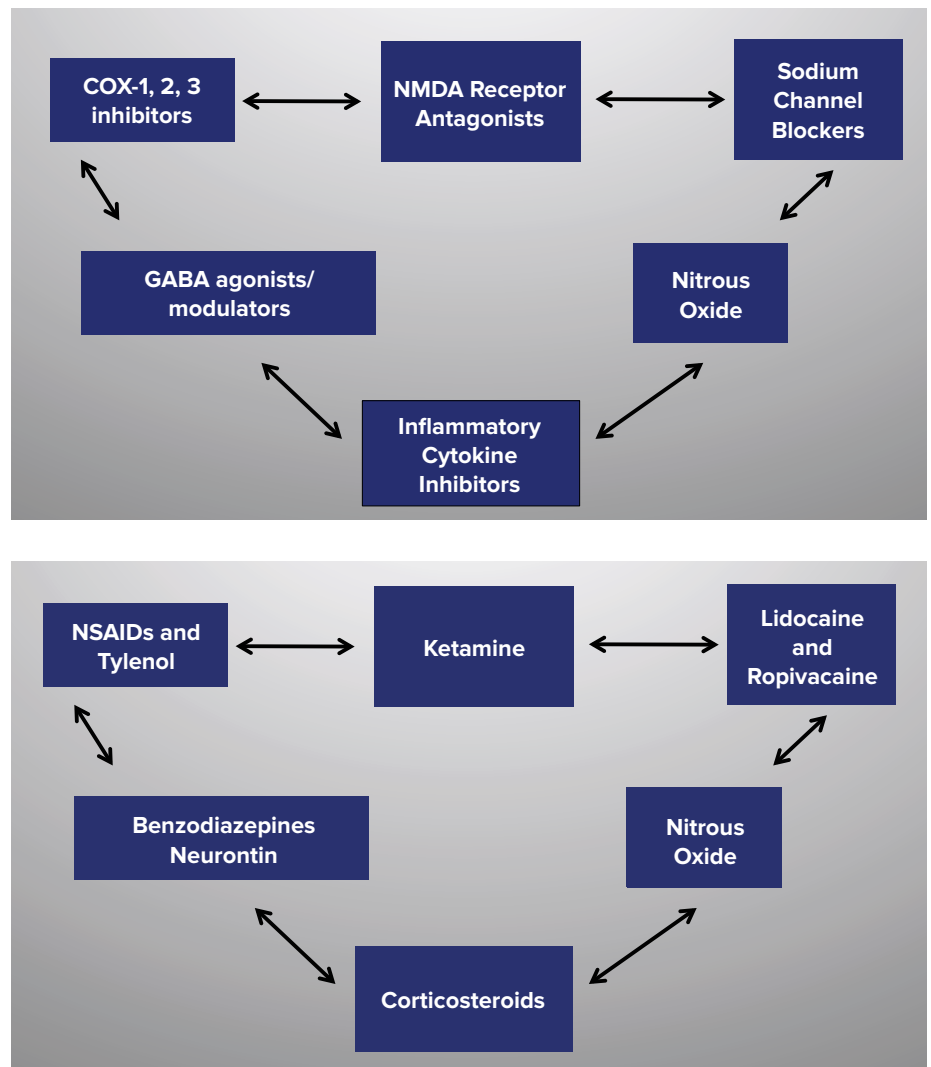 COX-1, 2, 3
inhibitors
NMDA Receptor
Antagonists
Sodium
Channel
Blockers
GABA agonists/
modulators
Nitrous
Oxide
Inflammatory
Cytokine
Inhibitors
NSAIDs and
Tylenol
Ketamine
Lidocaine
and
Ropivacaine
Benzodiazepines
Neurontin
Nitrous
Oxide
Corticosteroids